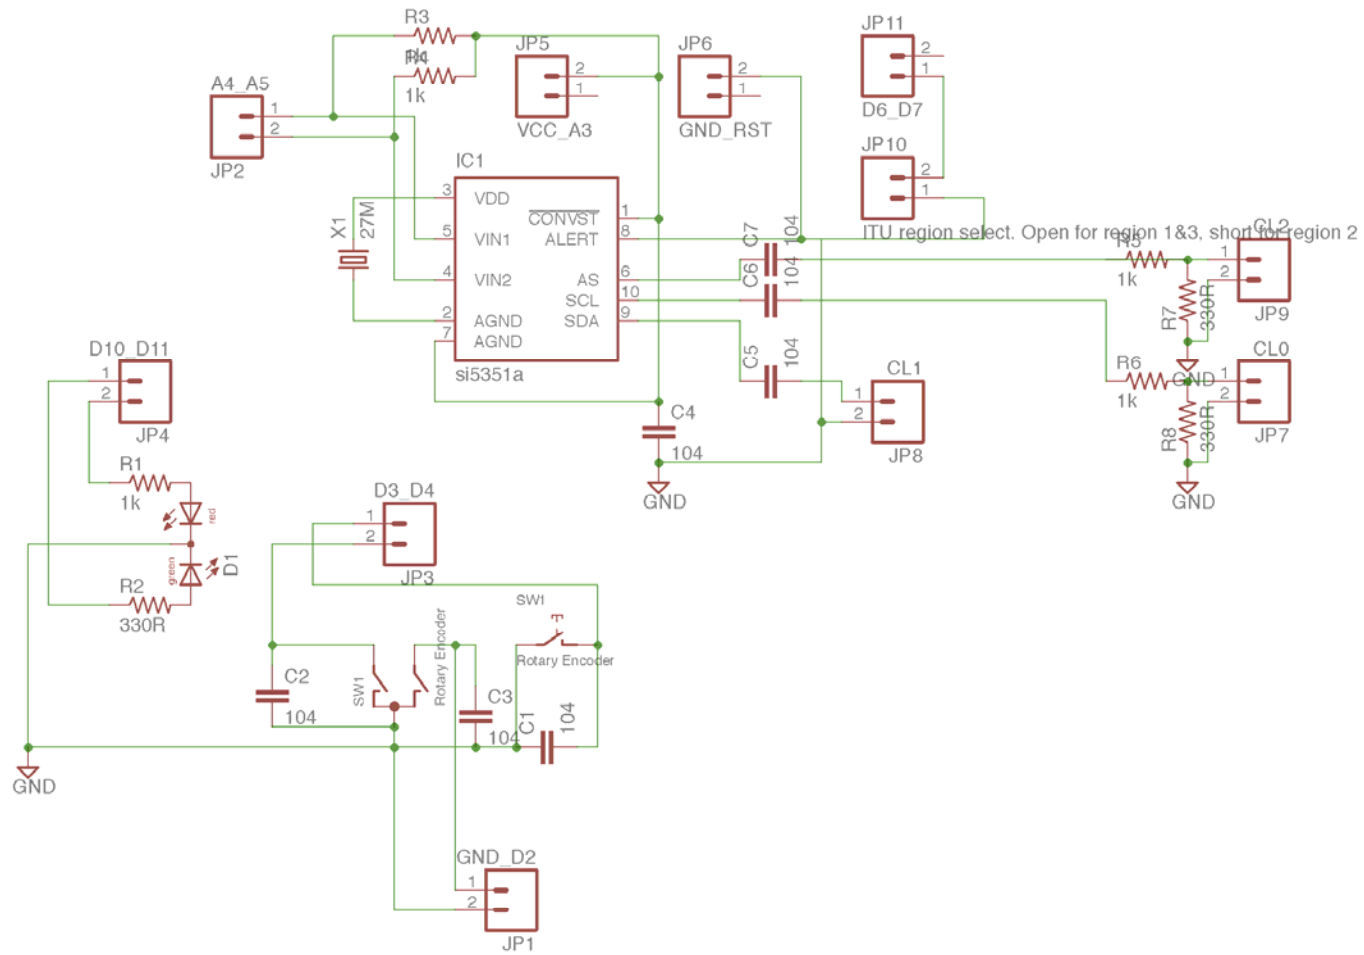 R3
1k
R4
1k
A4_A5
1
2
JP2
JP5
2
1
VCC_A3
JP6
2
1
GND_RST
JP11
2
1
D6_D7
JP10
2
1
ITU region select. Open for region 1&3, short for region 2
IC1
3 VDD
5 VIN1
4 VIN2
2 AGND
7 AGND
CONVST 1
ALERT 8
AS 6
SCL 10
SDA 9
si5351a
X1
27M
C7
104
C6
104
C5
104
R5
1k
CL2
1
2
JP9
R7
330R
GND
R6
1k
CL0
1
2
JP7
R8
330R
GND
CL1
1
2
JP8
C4
104
GND
D10_D11
1
2
JP4
R1
1k
red
green
D1
R2
330R
D3_D4
1
2
JP3
SW1
Rotary Encoder
SW1
Rotary Encoder
C2
104
C3
104
C1
104
GND
GND_D2
1
2
JP1